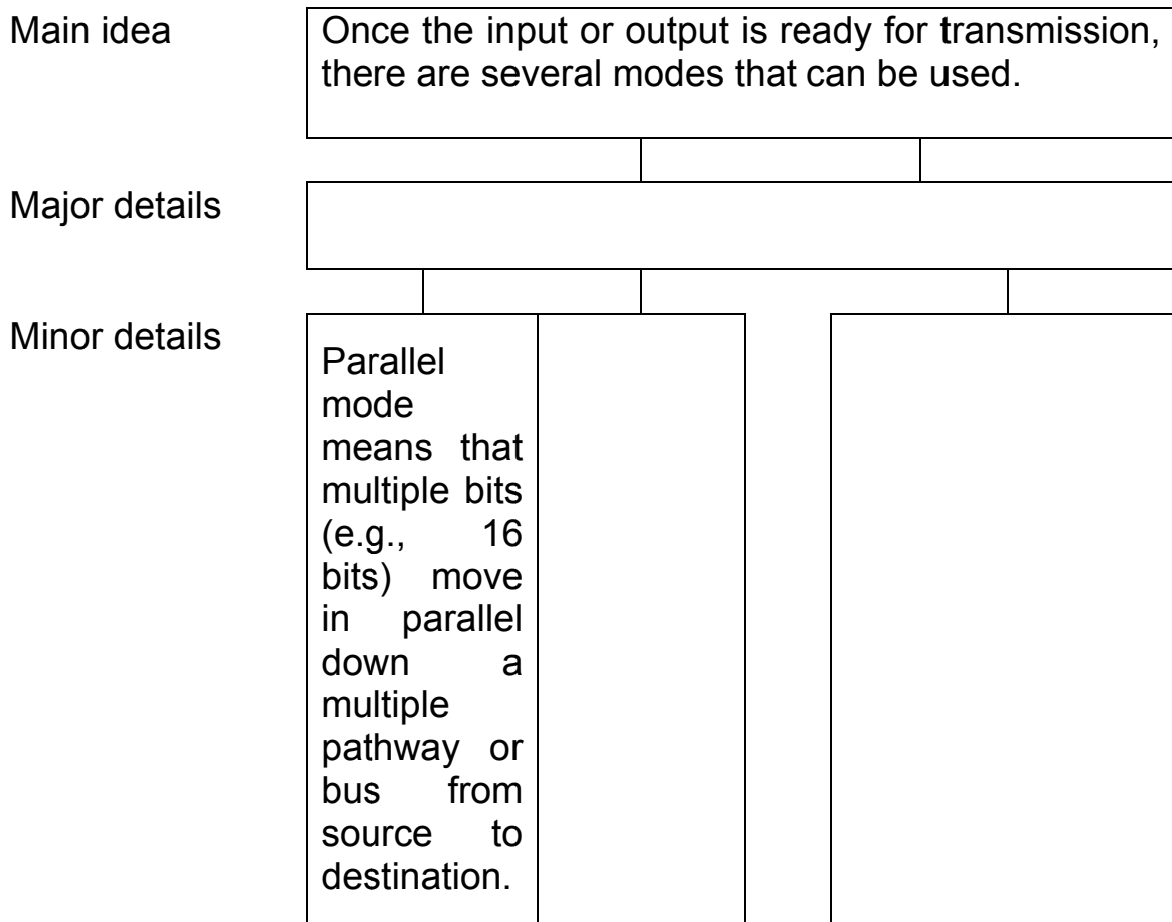 Main idea
Once the input or output is ready for transmission,
there are several modes that can be used.
Major details
Minor details
Parallel
mode
means that
multiple bits
(e.g., 16
bits) move
in parallel
down a
multiple
pathway or
bus from
source to
destination.